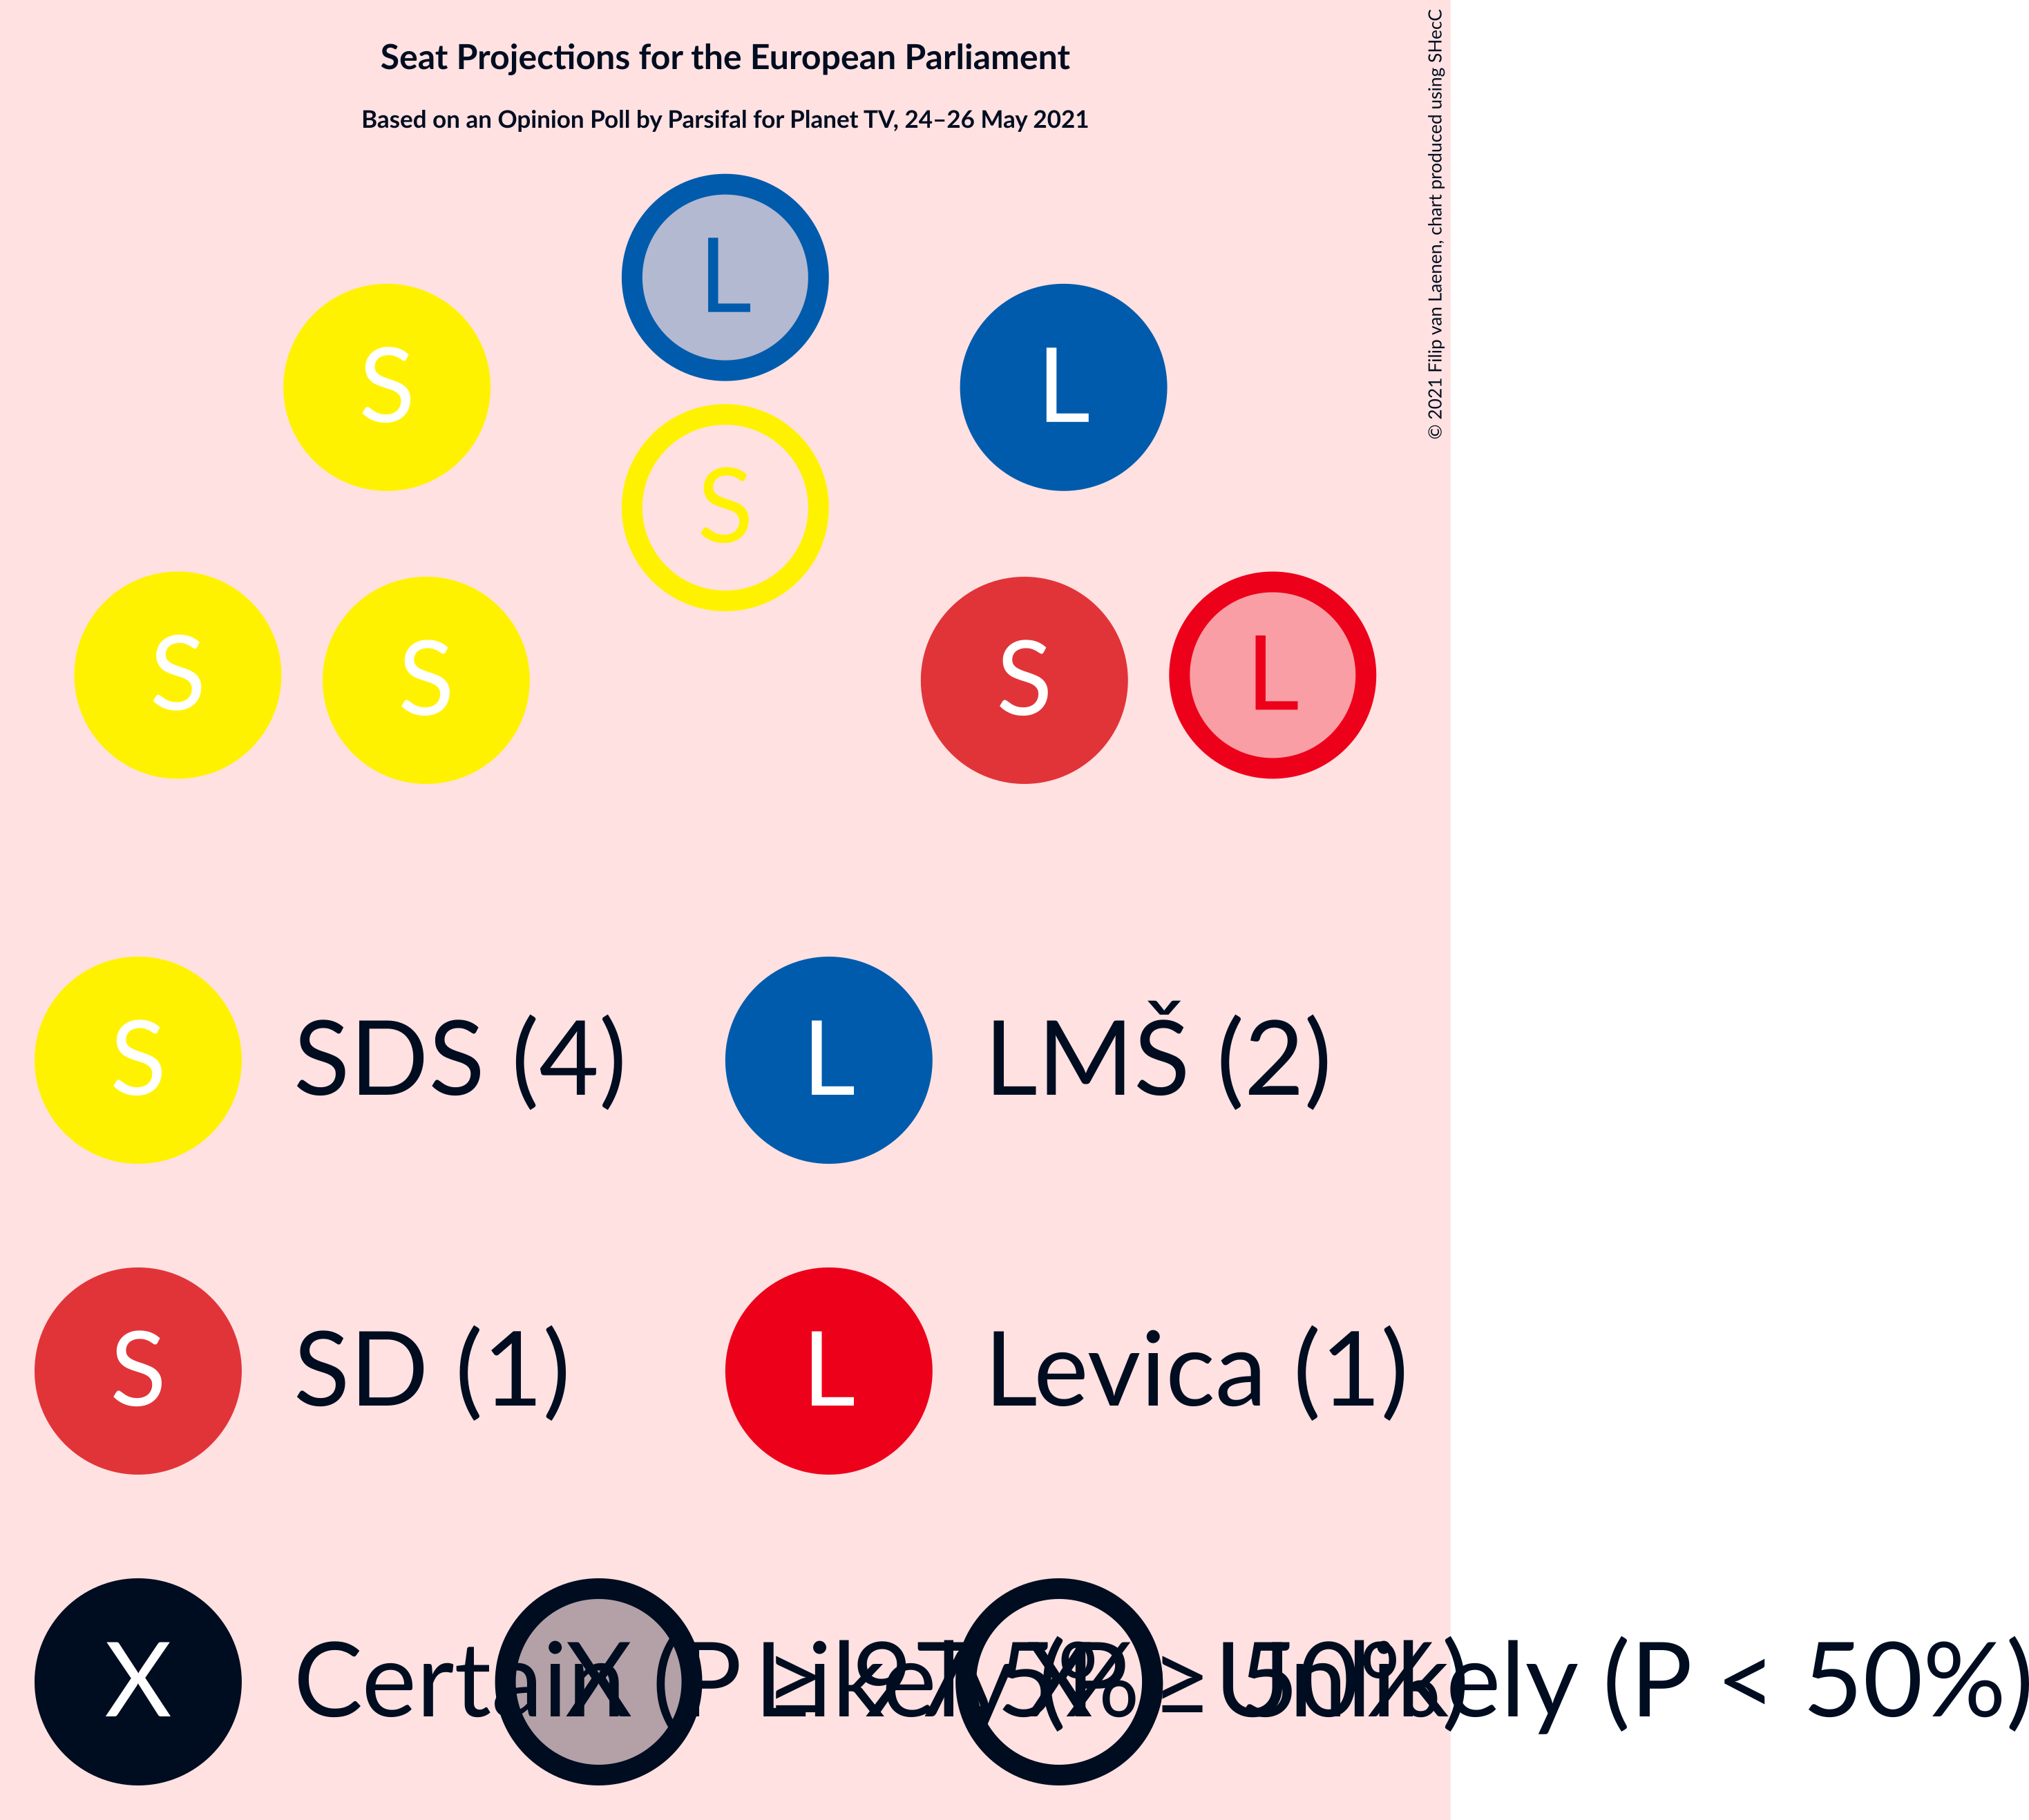 Seat Projections for the European Parliament
Based on an Opinion Poll by Parsifal for Planet TV, 24–26 May 2021
© 2021 Filip van Laenen, chart produced using SHecC
L
S
L
S
S
S
S
L
S SDS (4) L LMŠ (2)
S SD (1) L Levica (1)
X Certain (P ≥ 97.5%) X Likely (P ≥ 50%) X Unlikely (P < 50%)